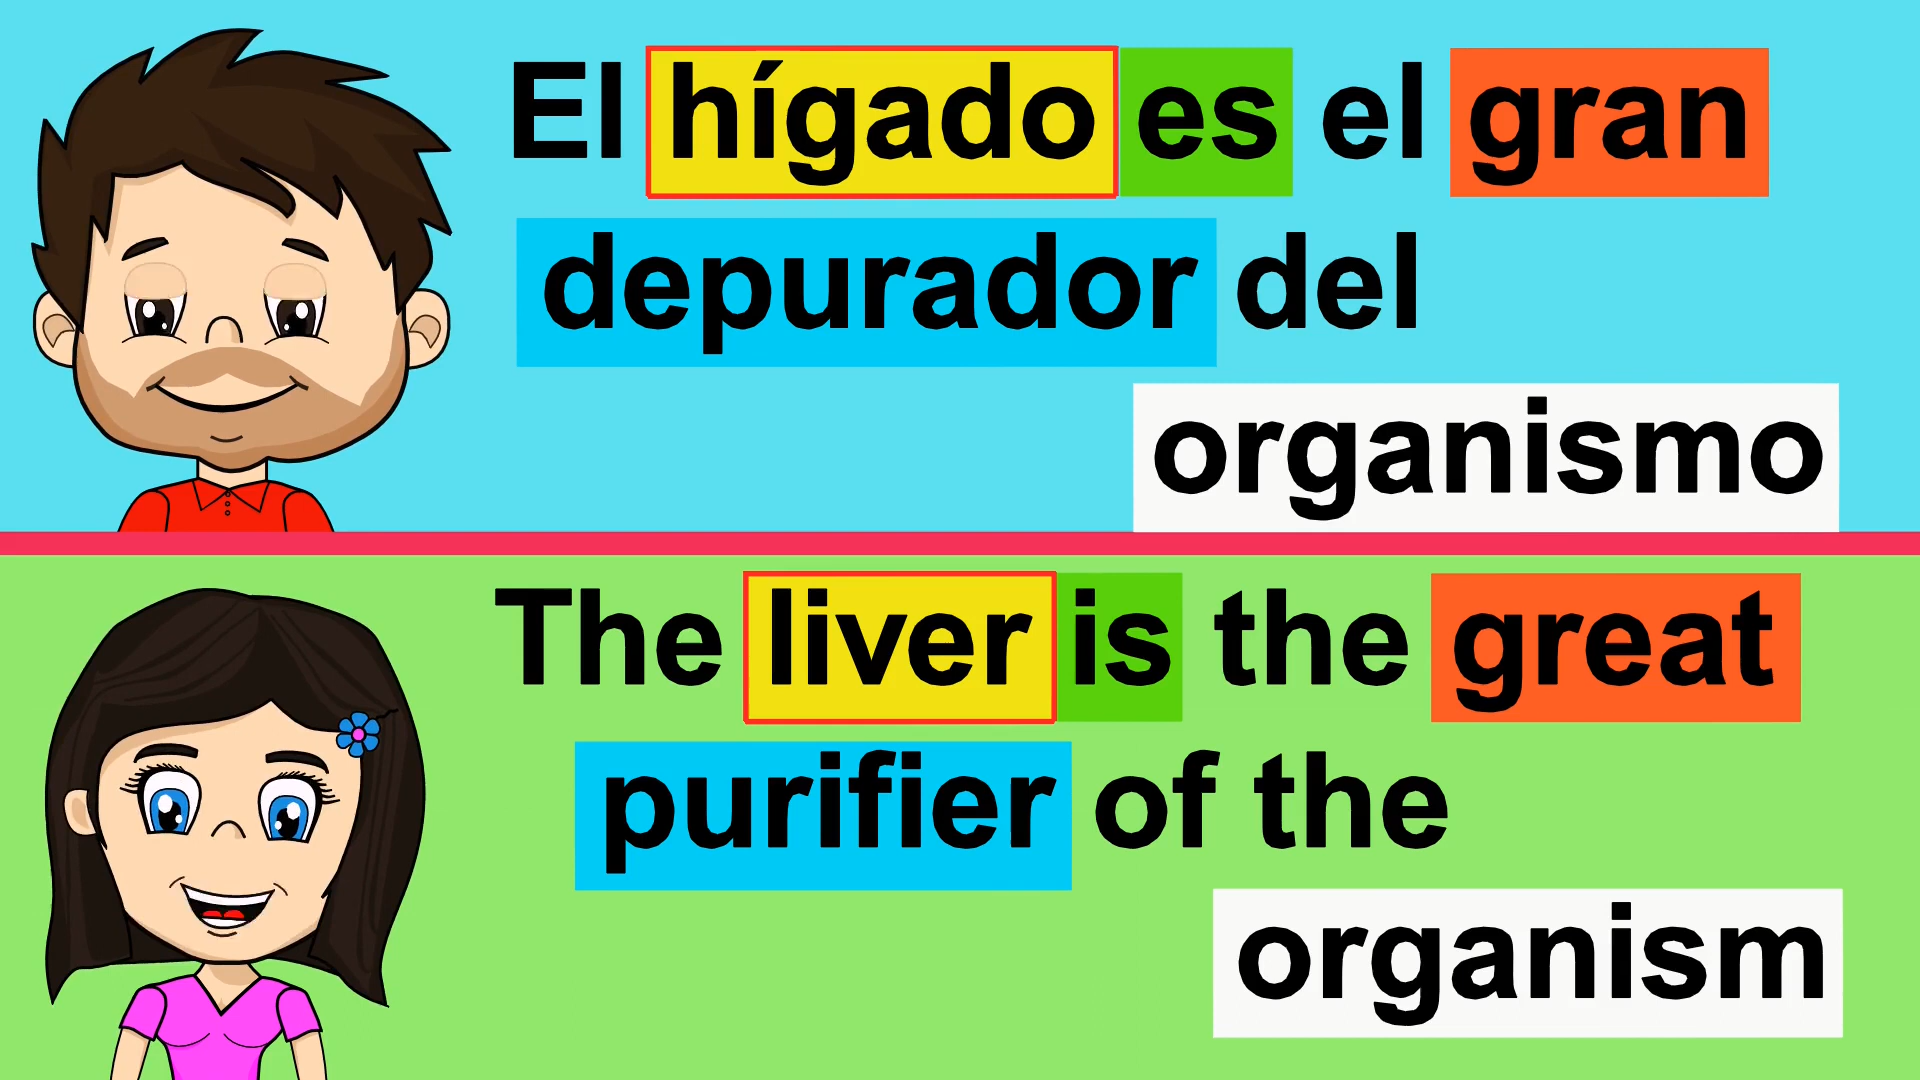 El hígado es el gran
depurador del
organismo
The liver is the great
purifier of the
organism